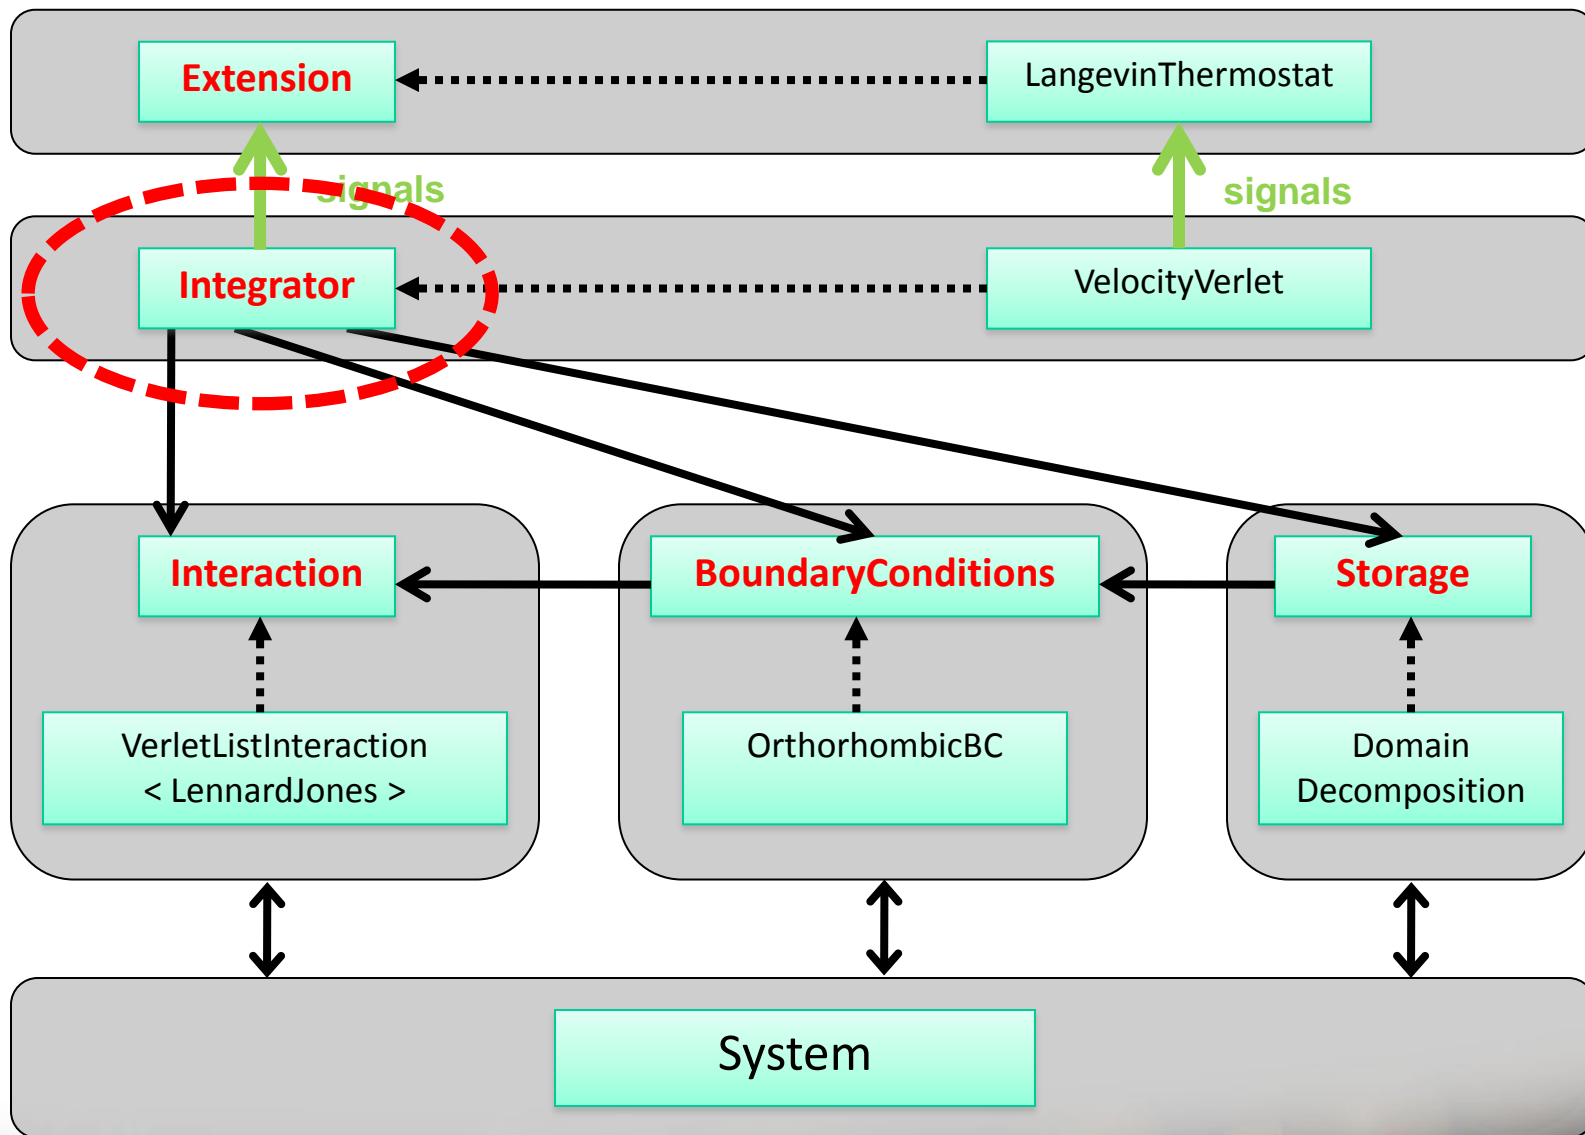 Extension
LangevinThermostat
signals
signals
Integrator
VelocityVerlet
Interaction
BoundaryConditions
Storage
VerletListInteraction
< LennardJones >
OrthorhombicBC
Domain
Decomposition
System